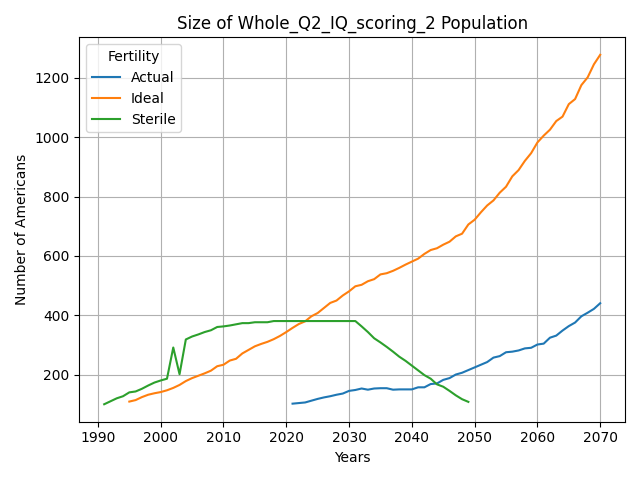 Size of Whole_Q2_IQ_scoring_2 Population
Fertility
Actual
Ideal
Sterile
Number of Americans
1200
1000
800
600
400
200
1990 2000 2010 2020 2030 2040 2050 2060 2070
Years